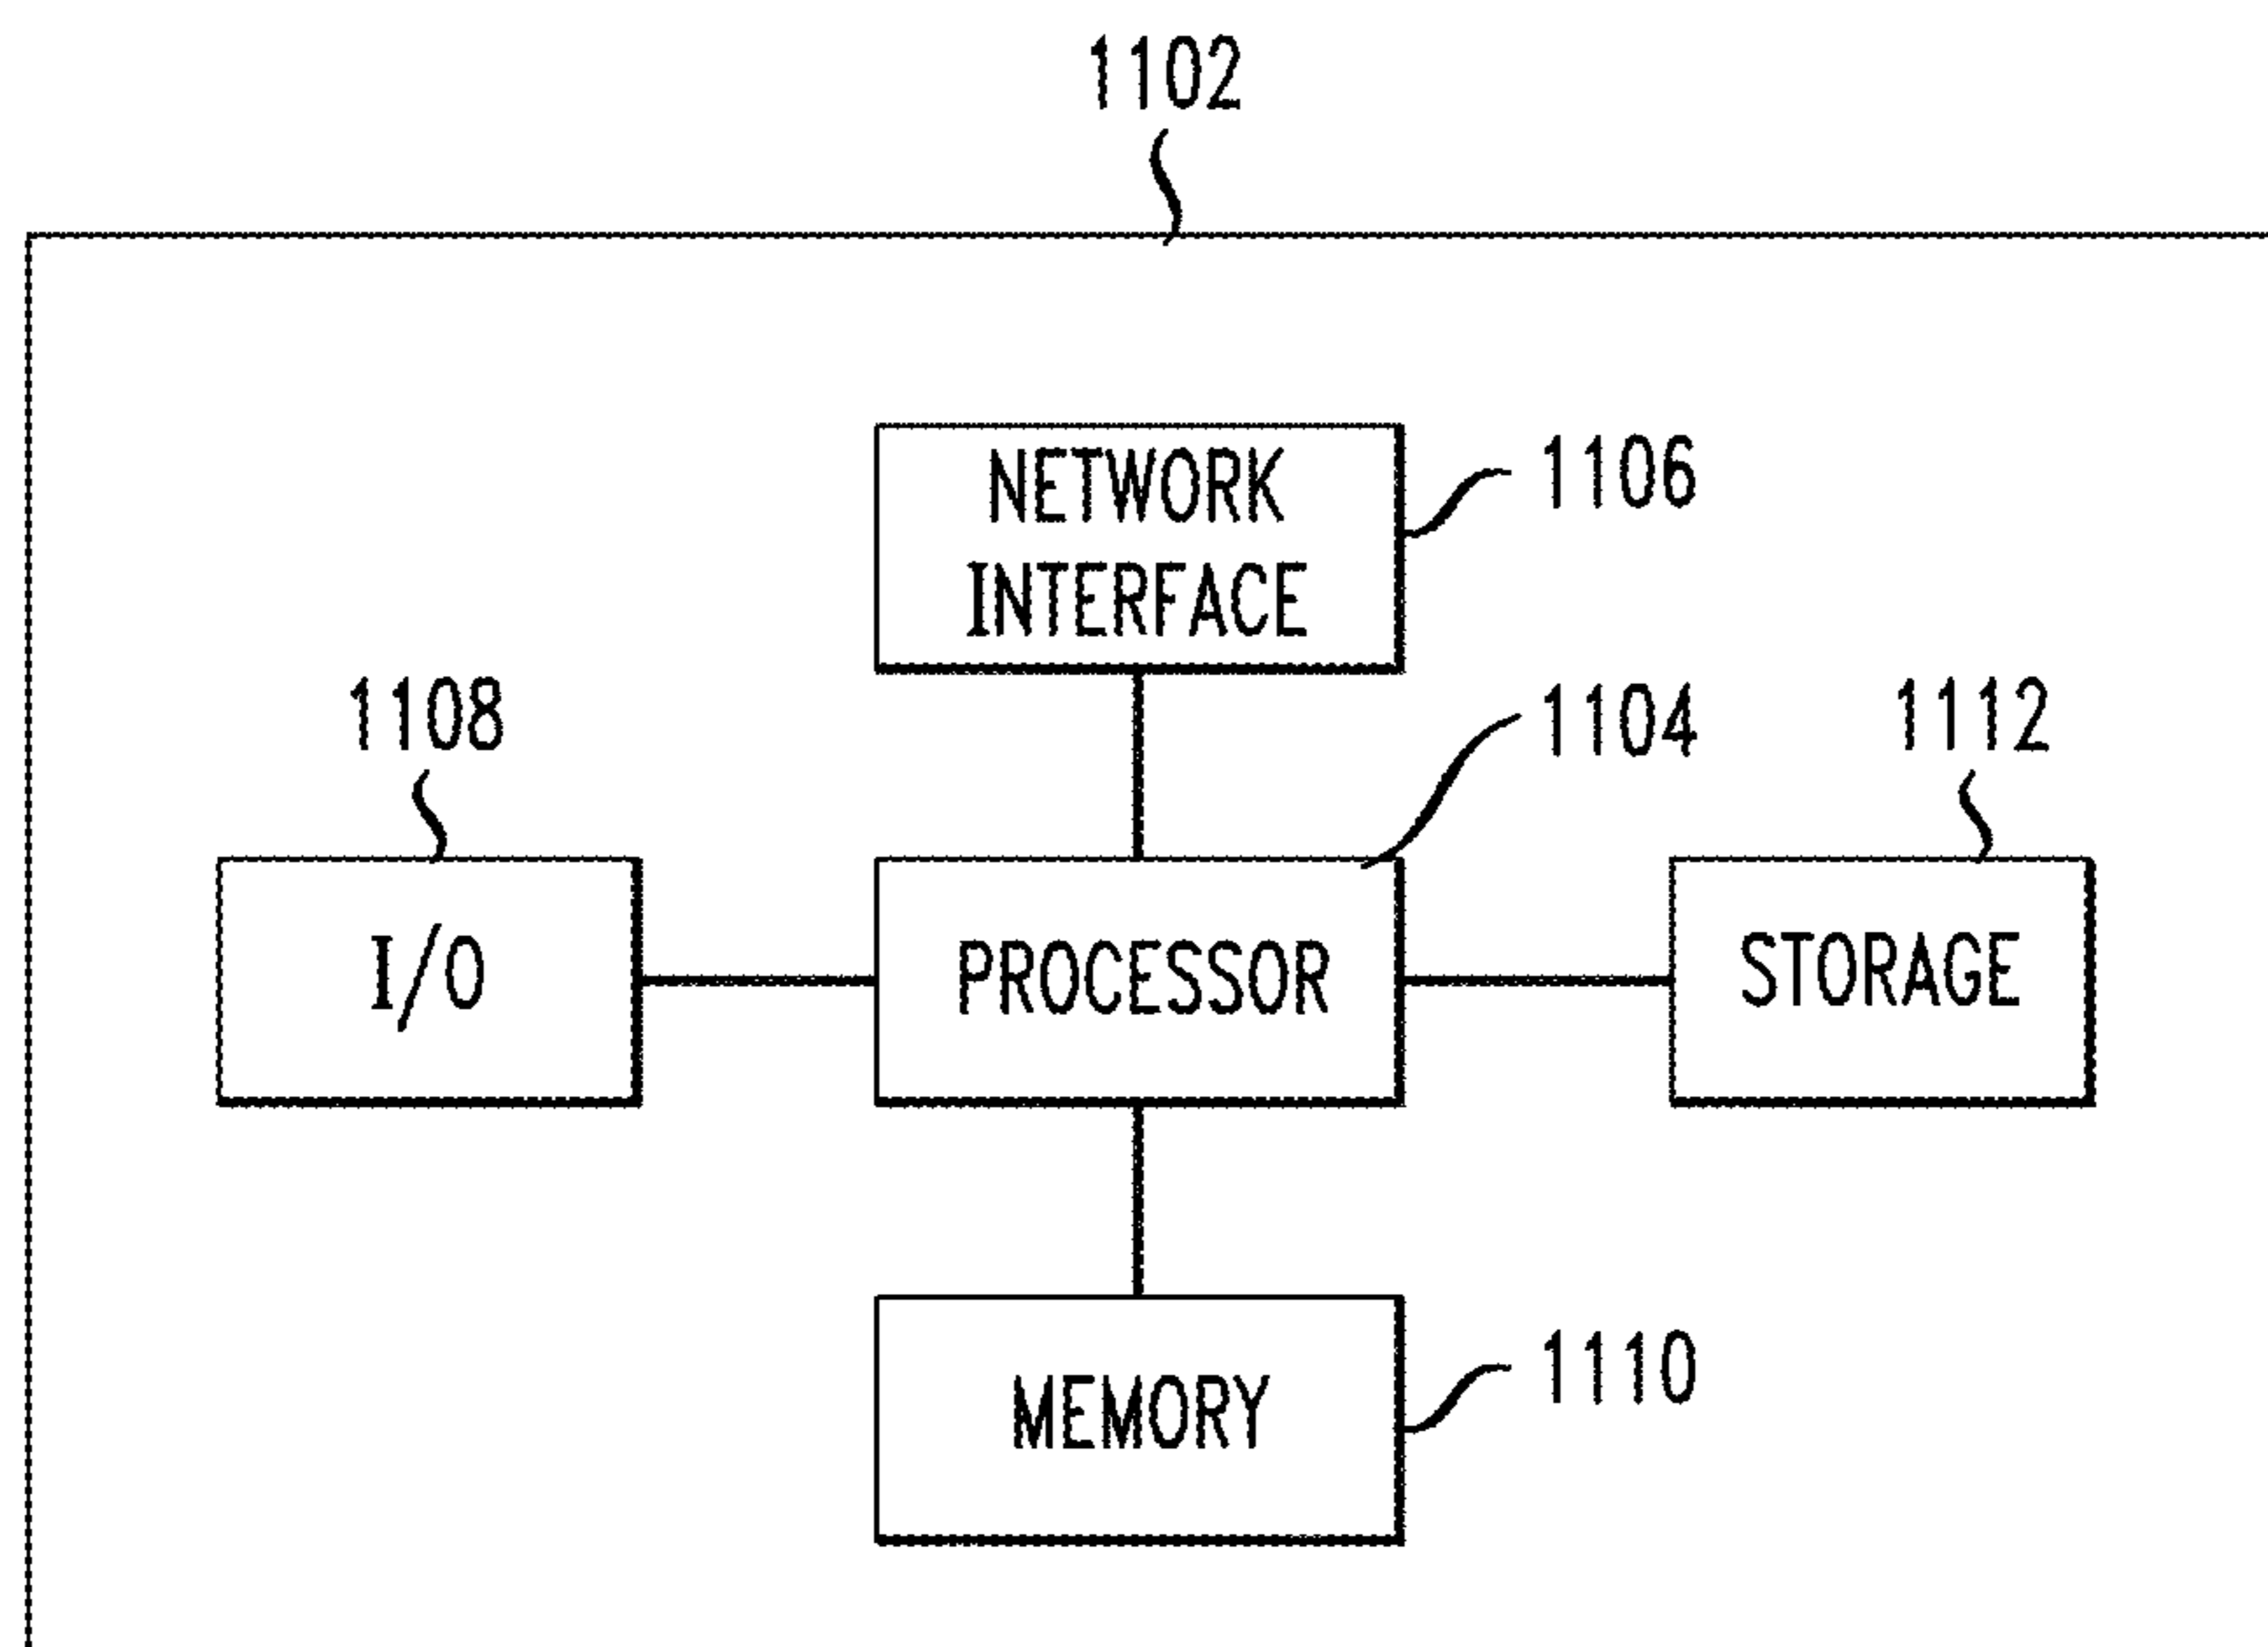 1102
NETWORK
INTERFACE
1106
1108
1104
1112
I/O
PROCESSOR
STORAGE
MEMORY
1110